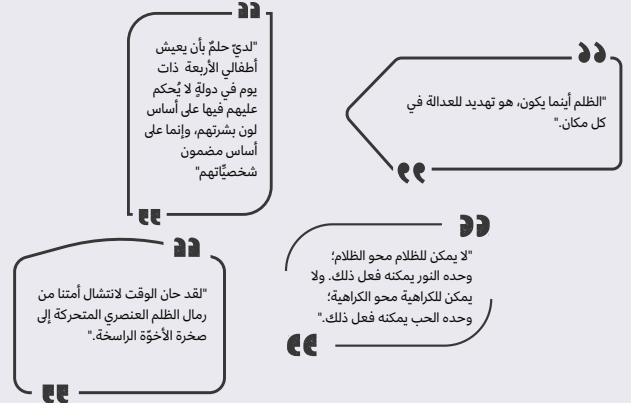 "لديّ حلمٌ بأن يعيش
أطفالي الأربعة ذات
يوم في دولةٍ لا يُحكم
عليهم فيها على أساس
لون بشرتهم، وإنما على
أساس مضمون
شخصيّاتهم"
"الظلم أينما يكون، هو تهديد للعدالة في
كل مكان."
"لا يمكن للظلام محو الظلام؛
وحده النور يمكنه فعل ذلك. ولا
يمكن للكراهية محو الكراهية؛
وحده الحب يمكنه فعل ذلك."
"لقد حان الوقت لانتشال أمتنا من
رمال الظلم العنصري المتحركة إلى
صخرة الأخوّة الراسخة."